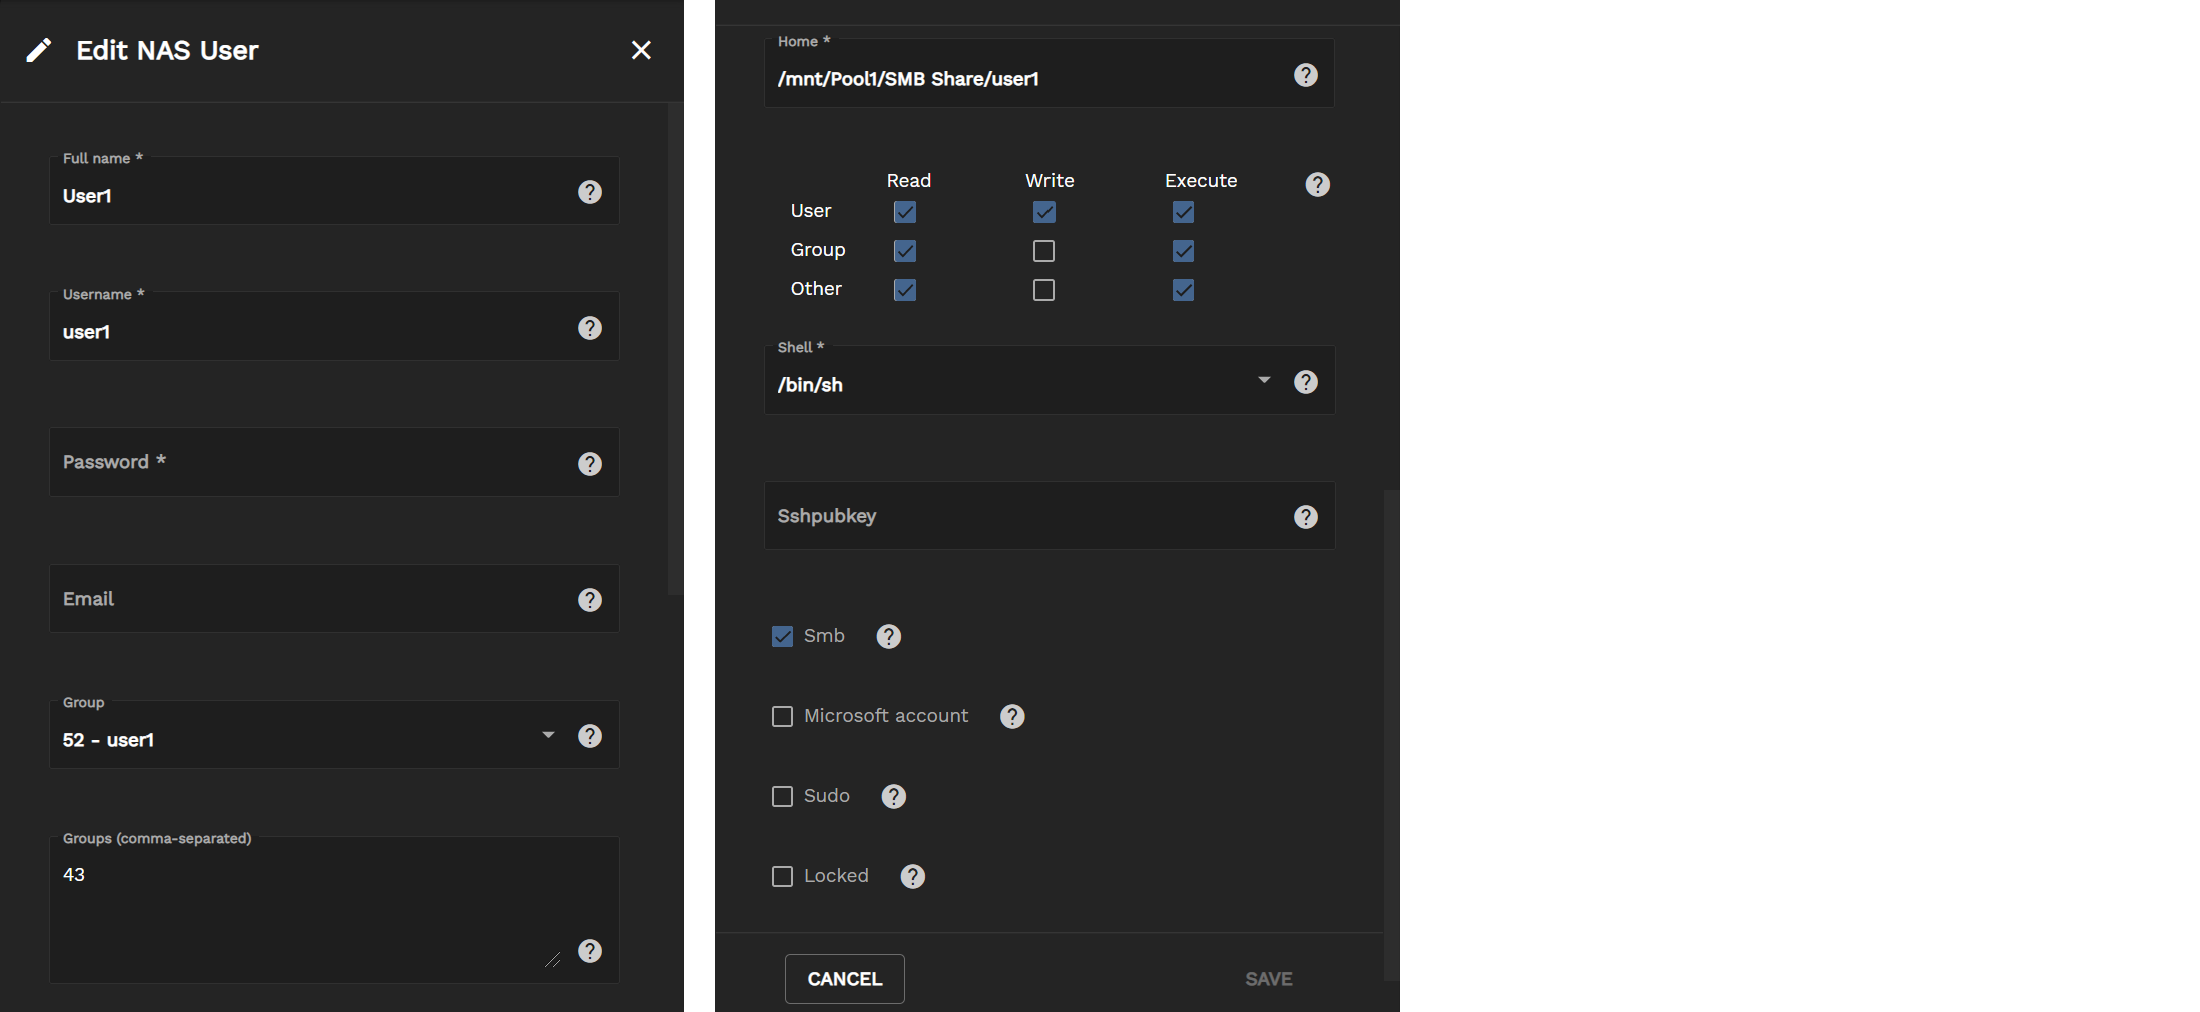 Edit NAS User
Full name *
User1
Username *
user1
Password *
Email
Group
52 - user1
Groups (comma-separated)
43
Home *
/mnt/Pool1/SMB Share/user1
Read Write Execute
User
Group
Other
Shell *
/bin/sh
Sshpubkey
Smb
Microsoft account
Sudo
Locked
CANCEL
SAVE